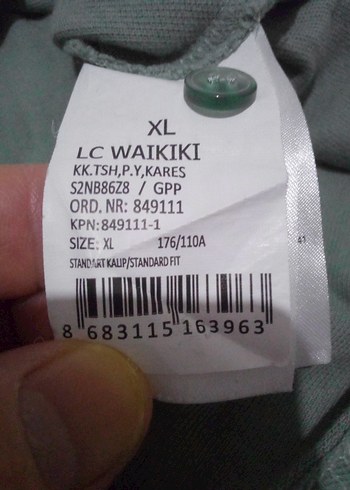 XL
LC WAIKIKI
KK.TSH,P.Y,KARES
S2NB86Z8 / GPP
ORD. NR: 849111
KPN:849111-1
SIZE: XL 176/110A
STANDART KALIP/STANDARD FIT
8 683115 163963
41